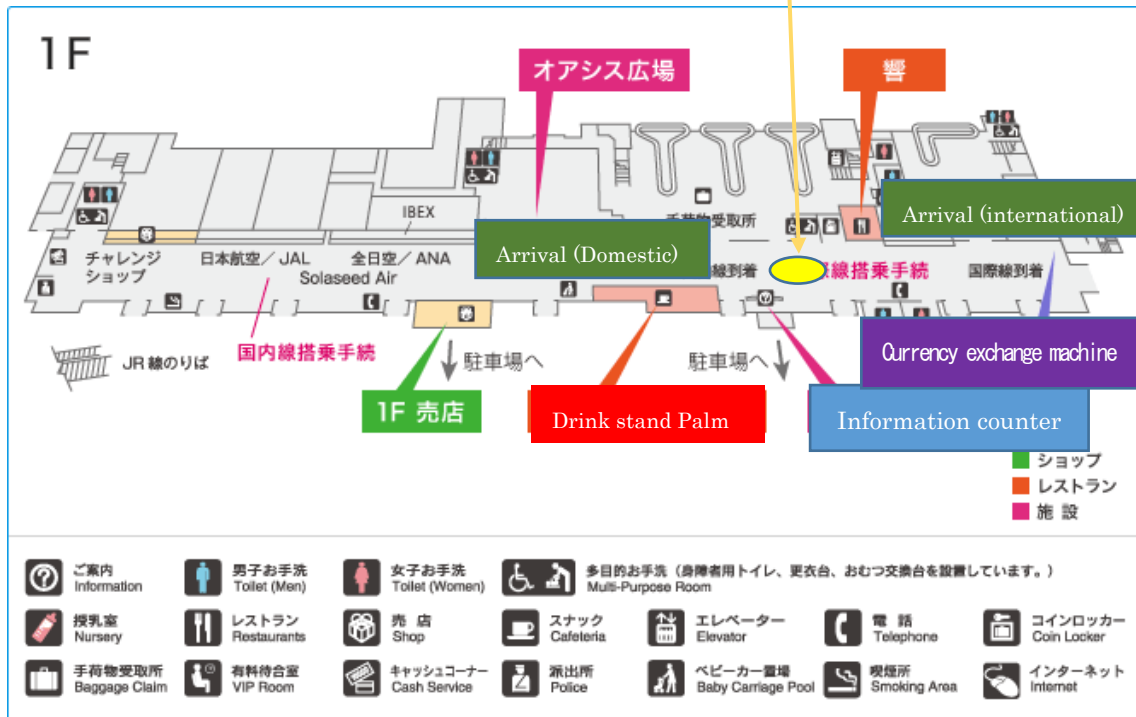 1F
オアシス広場
響
IBEX
手荷物受取所
Arrival (international)
Arrival (Domestic)
チャレンジ
ショップ
日本航空／JAL
全日空／ANA
Solaseed Air
線到着
線搭乗手続
国際線到着
JR線のりば
国内線搭乗手続
駐車場へ
駐車場へ
Currency exchange machine
1F 売店
Drink stand Palm
Information counter
ショップ
レストラン
施設
ご案内
Information
男子お手洗
Toilet (Men)
女子お手洗
Toilet (Women)
多目的お手洗（身障者用トイレ、更衣台、おむつ交換台を設置しています。）
Multi-Purpose Room
授乳室
Nursery
レストラン
Restaurants
売店
Shop
スナック
Cafeteria
エレベーター
Elevator
電話
Telephone
コインロッカー
Coin Locker
手荷物受取所
Baggage Claim
有料待合室
VIP Room
キャッシュコーナー
Cash Service
派出所
Police
ベビーカー置場
Baby Carriage Pool
喫煙所
Smoking Area
インターネット
Internet